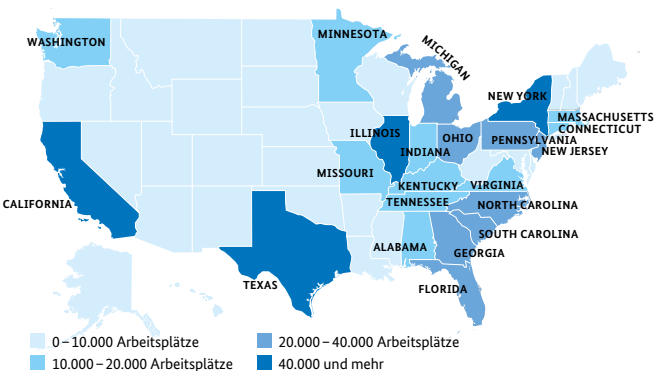 MINNESOTA
WASHINGTON
MICHIGAN
NEW YORK
MASSACHUSETTS
CONNECTICUT
ILLINOIS
OHIO
PENNSYLVANIA
INDIANA
NEW JERSEY
MISSOURI
KENTUCKY
VIRGINIA
TENNESSEE
NORTH CAROLINA
CALIFORNIA
SOUTH CAROLINA
ALABAMA
GEORGIA
TEXAS
FLORIDA
0–10.000 Arbeitsplätze
10.000–20.000 Arbeitsplätze
20.000–40.000 Arbeitsplätze
40.000 und mehr